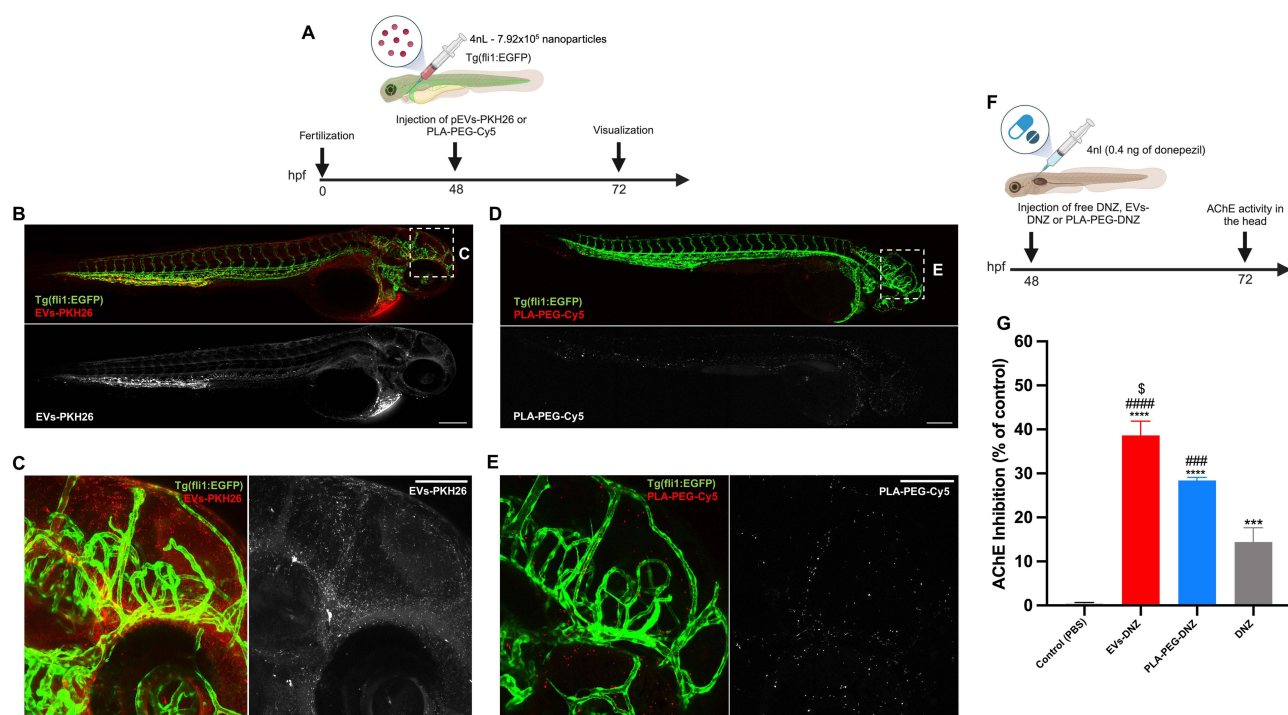 A
4nL - 7.92x10⁵ nanoparticles
Tg(fli1:EGFP)
Injection of pEVs-PKH26 or
PLA-PEG-Cy5
Fertilization
Visualization
hpf
0
48
72
B
C
Tg(fli1:EGFP)
EVs-PKH26
EVs-PKH26
D
E
Tg(fli1:EGFP)
PLA-PEG-Cy5
PLA-PEG-Cy5
C
Tg(fli1:EGFP)
EVs-PKH26
EVs-PKH26
E
Tg(fli1:EGFP)
PLA-PEG-Cy5
PLA-PEG-Cy5
F
4nl (0.4 ng of donepezil)
Injection of free DNZ, EVs-
DNZ or PLA-PEG-DNZ
AChE activity in
the head
hpf
48
72
G
AChE Inhibition (% of control)
60
50
40
30
20
10
0
$
####
****
###
****
***
Control (PBS)
EVs-DNZ
PLA-PEG-DNZ
DNZ